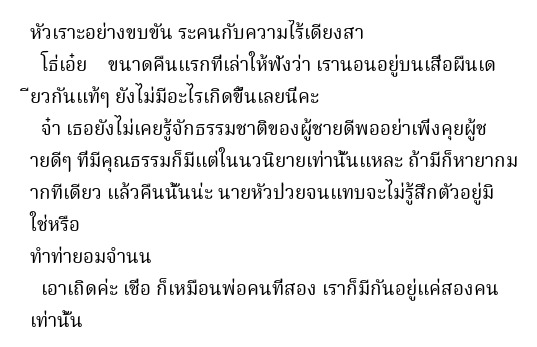 หัวเราะอย่างขบขัน ระคนกับความไร้เดียงสา
โธ่เอ๋ย    ขนาดคืนแรกที่เล่าให้ฟังว่า เรานอนอยู่บนเสื่อผืนเด
ียวกันแท้ๆ ยังไม่มีอะไรเกิดขึ้นเลยนี่คะ
จ๋า เธอยังไม่เคยรู้จักธรรมชาติของผู้ชายดีพออย่าเพิ่งคุยผู้ช
ายดีๆ ที่มีคุณธรรมก็มีแต่ในนวนิยายเท่านั้นแหละ ถ้ามีก็หายากม
ากทีเดียว แล้วคืนนั้นน่ะ นายหัวป่วยจนแทบจะไม่รู้สึกตัวอยู่มิ
ใช่หรือ
ทำท่ายอมจำนน
เอาเถิดค่ะ เชื่อ ก็เหมือนพ่อคนที่สอง เราก็มีกันอยู่แค่สองคน
เท่านั้น